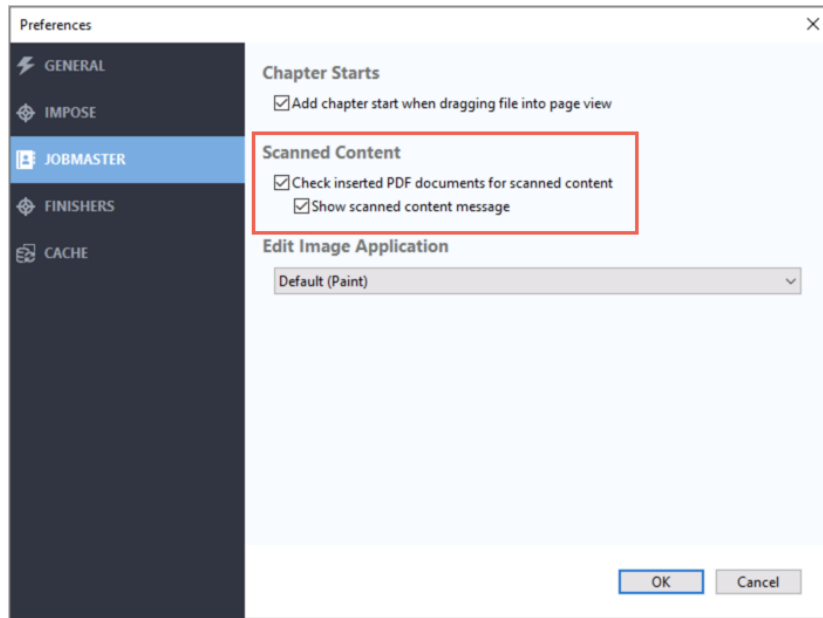 Preferences
GENERAL
IMPOSE
JOBMASTER
FINISHERS
CACHE
Chapter Starts
Add chapter start when dragging file into page view
Scanned Content
Check inserted PDF documents for scanned content
Show scanned content message
Edit Image Application
Default (Paint)
OK
Cancel